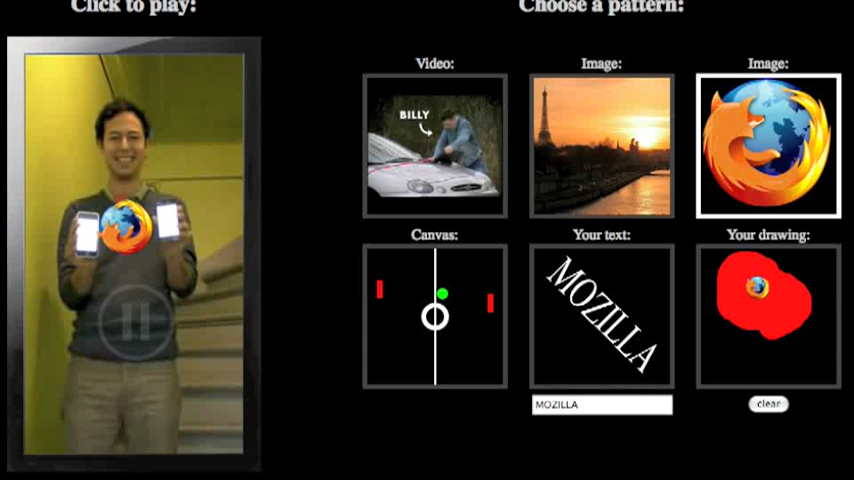 Click to play:
Choose a pattern:
Video:
Image:
Image:
BILLY
Canvas:
Your text:
Your drawing:
MOZILLA
MOZILLA
clear